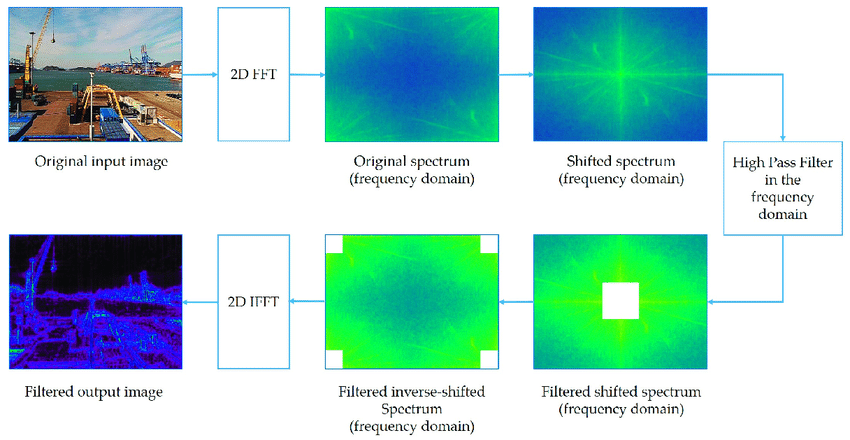 2D FFT
Original input image
Original spectrum
(frequency domain)
Shifted spectrum
(frequency domain)
High Pass Filter
in the
frequency
domain
2D IFFT
Filtered output image
Filtered inverse-shifted
Spectrum
(frequency domain)
Filtered shifted spectrum
(frequency domain)